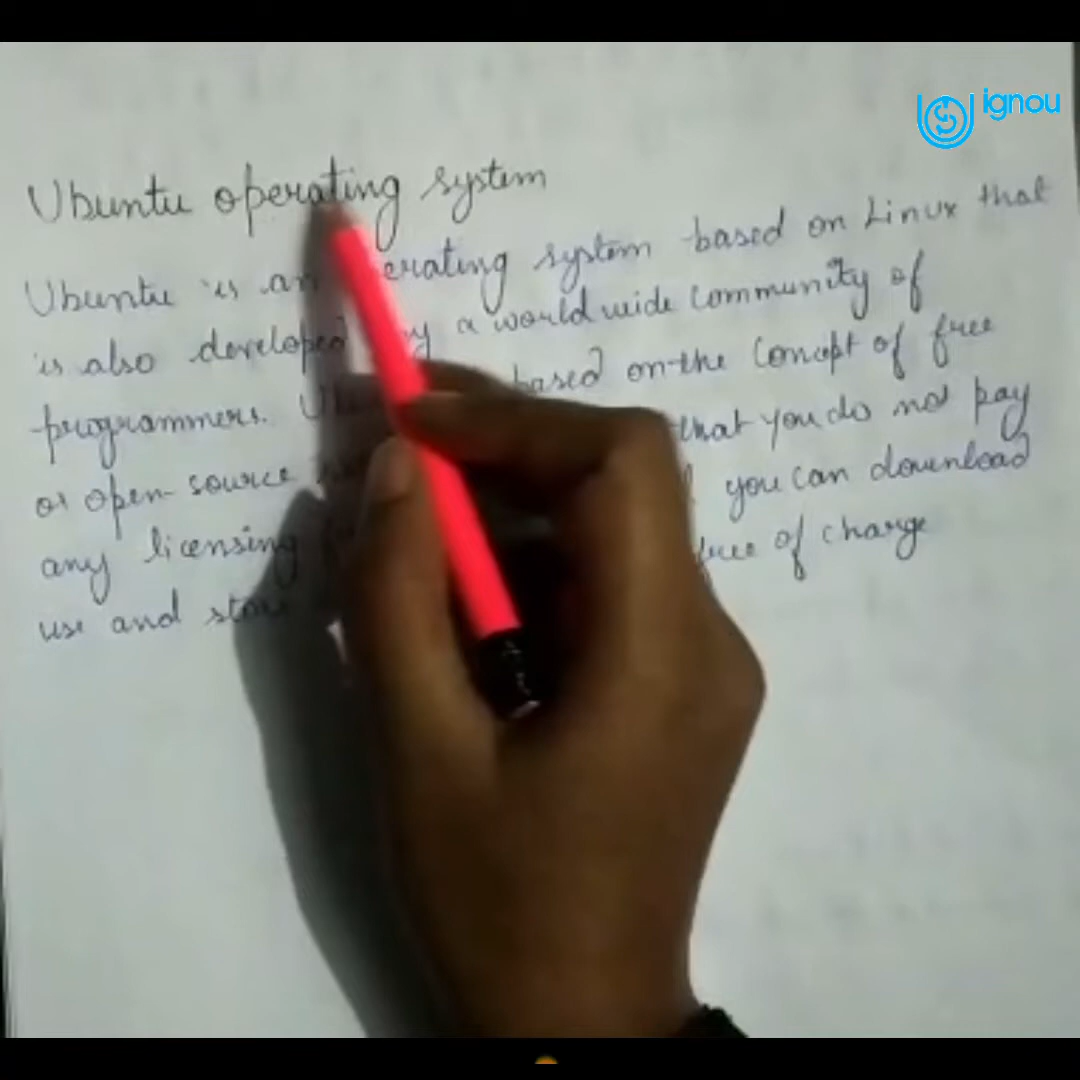 ignou
Ubuntu operating system
Ubuntu is an erating system based on Linux that
is also developed a worldwide community of
programmers. based on the concept of free
or open-source that you do not pay
any licensing you can download
use and free of charge